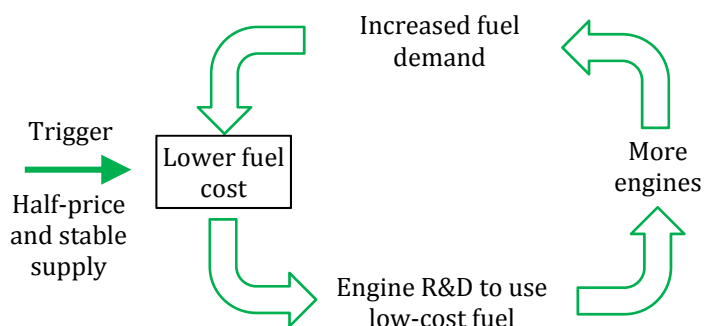 Increased fuel
demand
Trigger
Lower fuel
cost
Half-price
and stable
supply
More
engines
Engine R&D to use
low-cost fuel